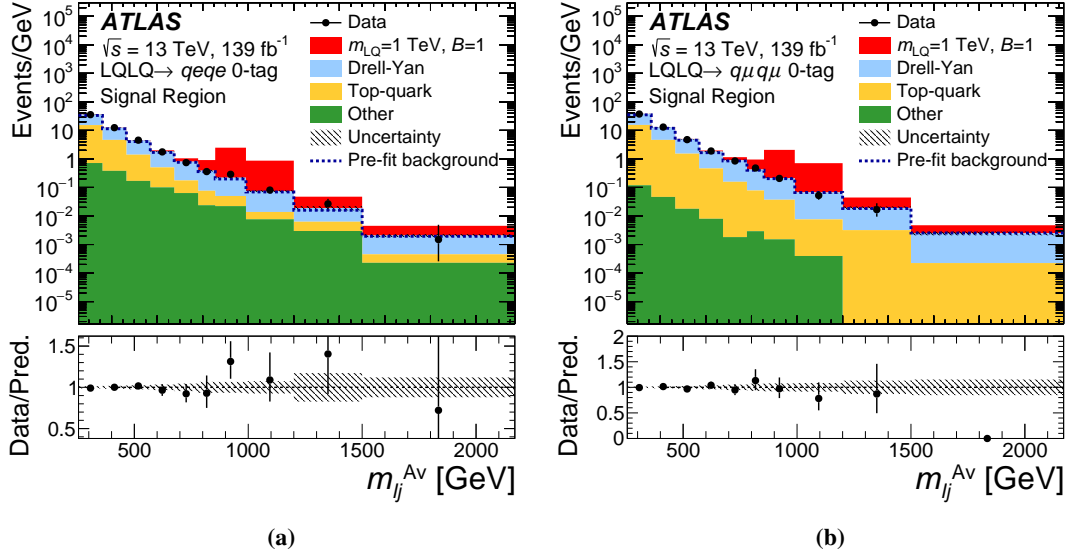 ATLAS
√s = 13 TeV, 139 fb⁻¹
LQLQ→ qeqe 0-tag
Signal Region
Data
m_LQ=1 TeV, B=1
Drell-Yan
Top-quark
Other
Uncertainty
Pre-fit background
Events/GeV
10⁵
10⁴
10³
10²
10
1
10⁻¹
10⁻²
10⁻³
10⁻⁴
10⁻⁵
Data/Pred.
1.5
1
0.5
500 1000 1500 2000
m_lj^Av [GeV]
(a)
ATLAS
√s = 13 TeV, 139 fb⁻¹
LQLQ→ qμqμ 0-tag
Signal Region
Data
m_LQ=1 TeV, B=1
Drell-Yan
Top-quark
Other
Uncertainty
Pre-fit background
Events/GeV
10⁵
10⁴
10³
10²
10
1
10⁻¹
10⁻²
10⁻³
10⁻⁴
10⁻⁵
Data/Pred.
2
1.5
1
0.5
0
500 1000 1500 2000
m_lj^Av [GeV]
(b)